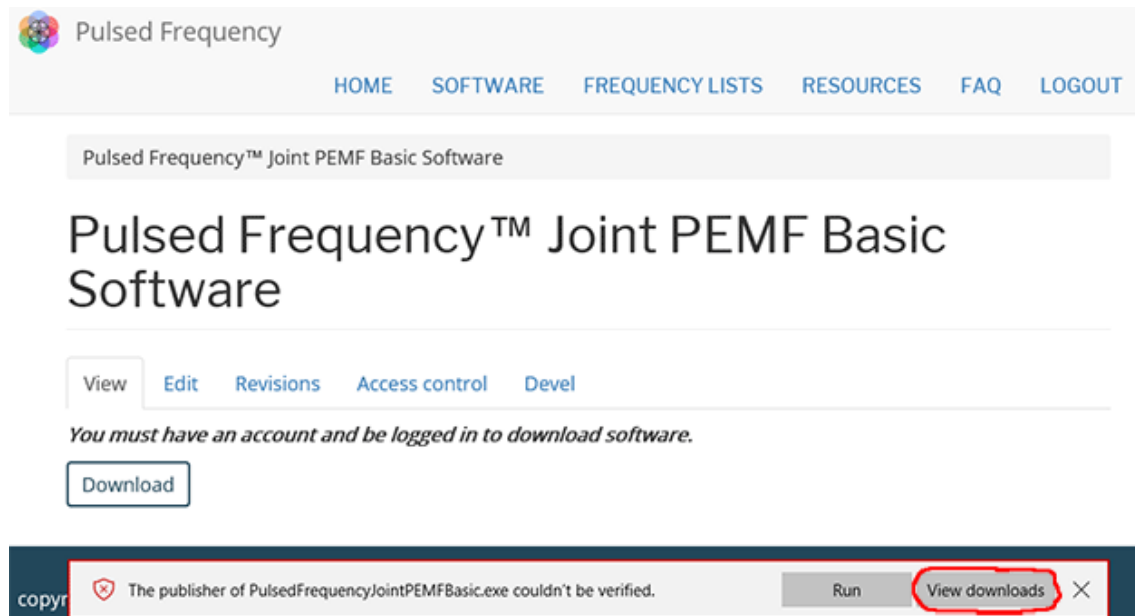 Pulsed Frequency
HOME SOFTWARE FREQUENCY LISTS RESOURCES FAQ LOGOUT
Pulsed Frequency™ Joint PEMF Basic Software
Pulsed Frequency™ Joint PEMF Basic
Software
View Edit Revisions Access control Devel
You must have an account and be logged in to download software.
Download
copyr
The publisher of PulsedFrequencyJointPEMFBasic.exe couldn't be verified. Run View downloads